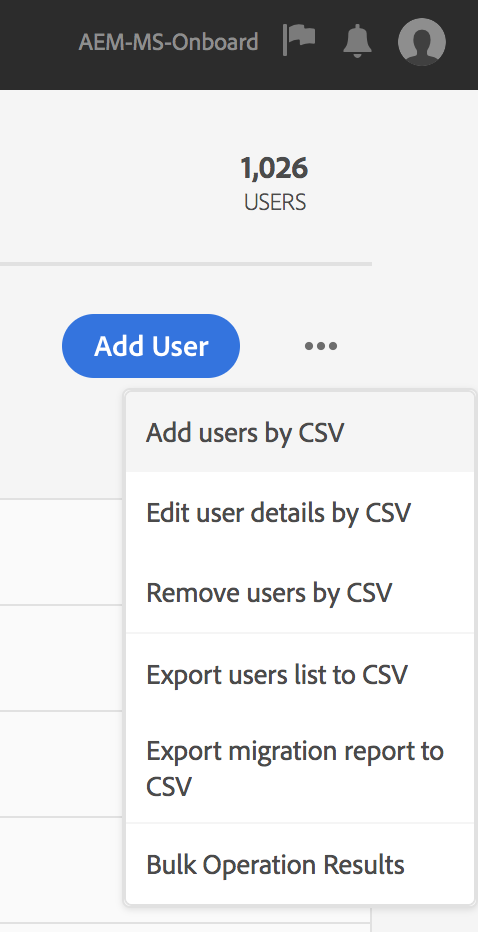 AEM-MS-Onboard
1,026
USERS
Add User
Add users by CSV
Edit user details by CSV
Remove users by CSV
Export users list to CSV
Export migration report to
CSV
Bulk Operation Results